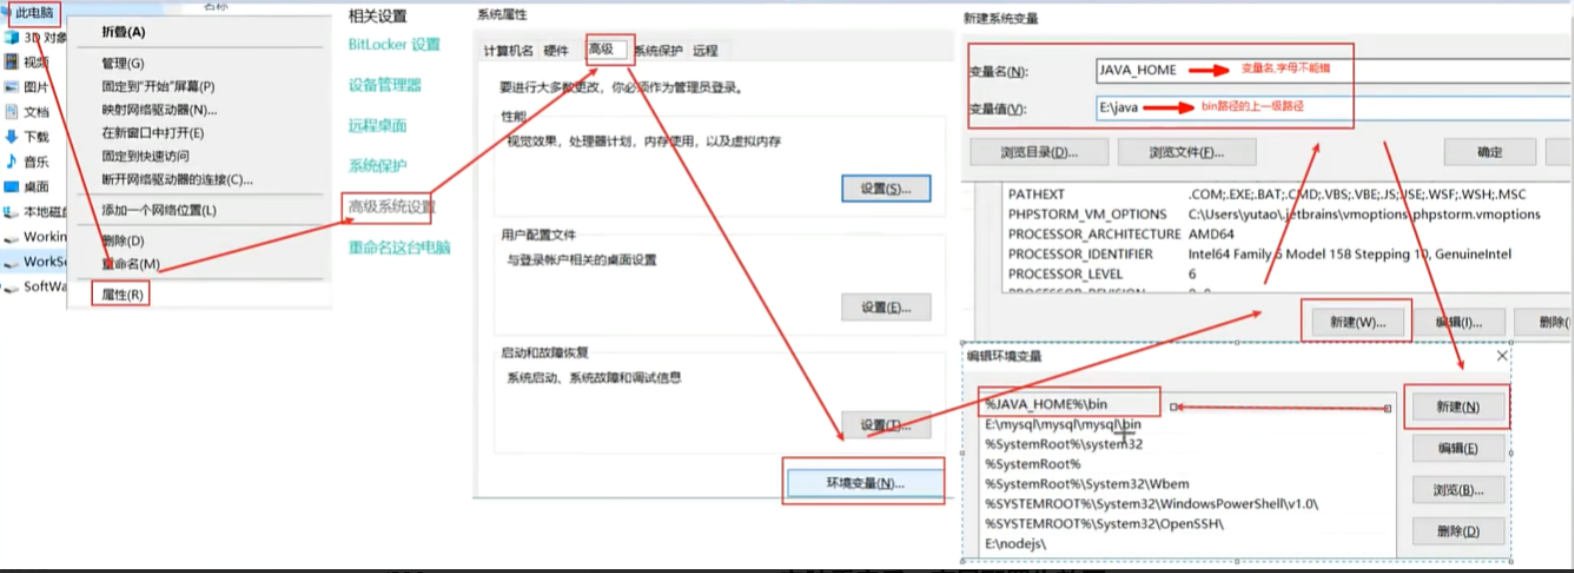 此电脑
名称
3D 对象
视频
图片
文档
下载
音乐
桌面
本地磁盘
Workin
WorkSe
SoftWa
折叠(A)
管理(G)
固定到"开始"屏幕(P)
映射网络驱动器(N)...
在新窗口中打开(E)
固定到快速访问
断开网络驱动器的连接(C)...
添加一个网络位置(L)
删除(D)
重命名(M)
属性(R)
相关设置
BitLocker 设置
设备管理器
远程桌面
系统保护
高级系统设置
重命名这台电脑
系统属性
计算机名 硬件 高级 系统保护 远程
要进行大多数更改，你必须作为管理员登录。
性能
视觉效果，处理器计划，内存使用，以及虚拟内存
设置(S)...
用户配置文件
与登录帐户相关的桌面设置
设置(E)...
启动和故障恢复
系统启动、系统故障和调试信息
设置(T)...
环境变量(N)...
新建系统变量
变量名(N): JAVA_HOME 变量名,字母不能错
变量值(V): E:\java bin路径的上一级路径
浏览目录(D)... 浏览文件(F)... 确定
PATHEXT .COM;.EXE;.BAT;.CMD;.VBS;.VBE;.JS;.JSE;.WSF;.WSH;.MSC
PHPSTORM_VM_OPTIONS C:\Users\yutao\.jetbrains\vmoptions\phpstorm.vmoptions
PROCESSOR_ARCHITECTURE AMD64
PROCESSOR_IDENTIFIER Intel64 Family 6 Model 158 Stepping 10, GenuineIntel
PROCESSOR_LEVEL 6
新建(W)... 编辑(I)... 删除(
编辑环境变量
%JAVA_HOME%\bin
E:\mysql\mysql\mysql\bin
%SystemRoot%\system32
%SystemRoot%
%SystemRoot%\System32\Wbem
%SYSTEMROOT%\System32\WindowsPowerShell\v1.0\
%SYSTEMROOT%\System32\OpenSSH\
E:\nodejs\
新建(N)
编辑(E)
浏览(B)...
删除(D)